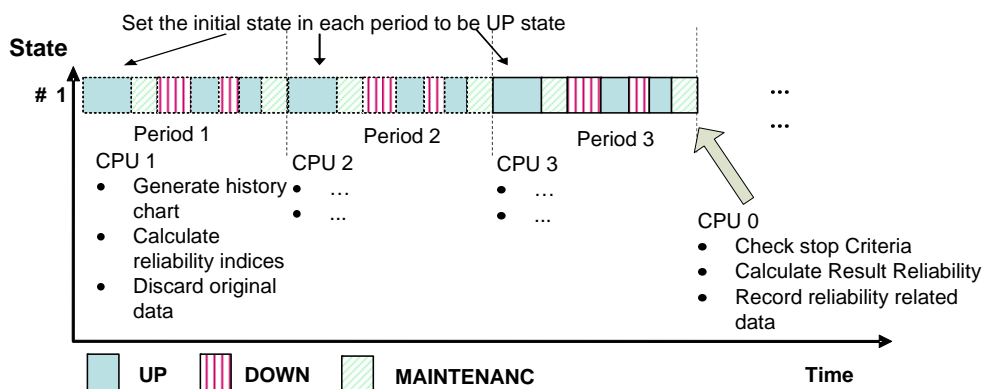 Set the initial state in each period to be UP state
State
# 1
...
...
Period 1
Period 2
Period 3
CPU 1
• Generate history
chart
• Calculate
reliability indices
• Discard original
data
CPU 2
• ...
• ...
CPU 3
• ...
• ...
CPU 0
• Check stop Criteria
• Calculate Result Reliability
• Record reliability related
data
UP
DOWN
MAINTENANC
Time